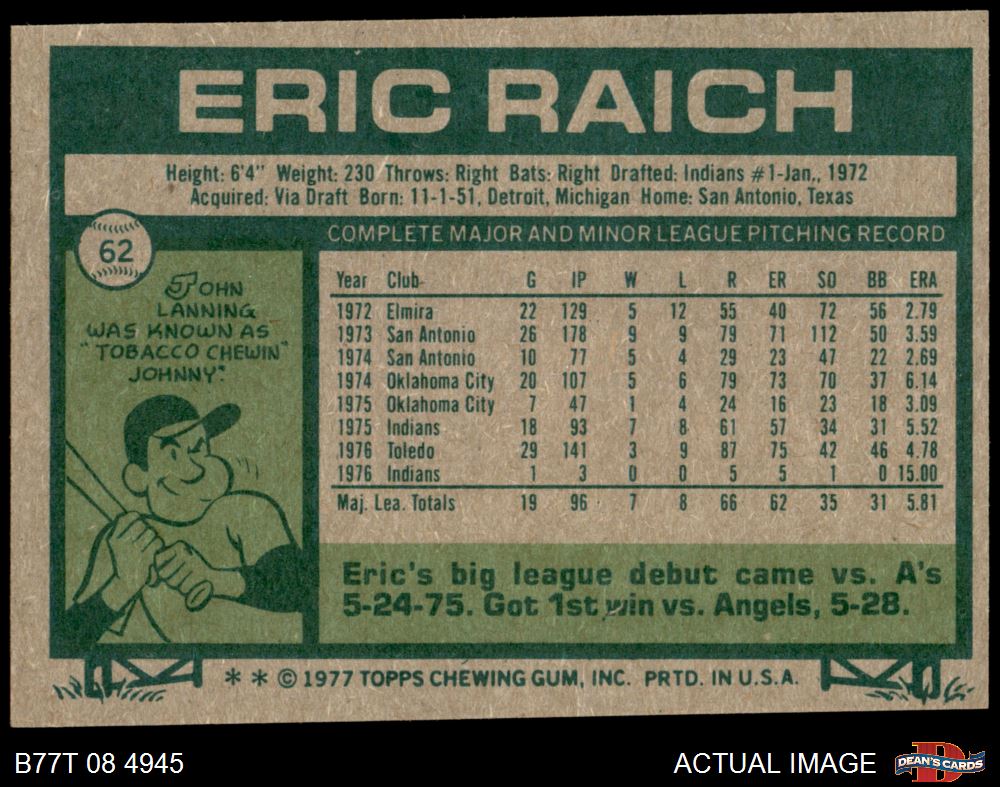 ERIC RAICH
Height: 6'4" Weight: 230 Throws: Right Bats: Right Drafted: Indians #1-Jan., 1972
Acquired: Via Draft Born: 11-1-51, Detroit, Michigan Home: San Antonio, Texas
62
COMPLETE MAJOR AND MINOR LEAGUE PITCHING RECORD
JOHN
LANNING
WAS KNOWN AS
"TOBACCO CHEWIN"
JOHNNY".
Year Club G IP W L R ER SO BB ERA
1972 Elmira 22 129 5 12 55 40 72 56 2.79
1973 San Antonio 26 178 9 9 79 71 112 50 3.59
1974 San Antonio 10 77 5 4 29 23 47 22 2.69
1974 Oklahoma City 20 107 5 6 79 73 70 37 6.14
1975 Oklahoma City 7 47 1 4 24 16 23 18 3.09
1975 Indians 18 93 7 8 61 57 34 31 5.52
1976 Toledo 29 141 3 9 87 75 42 46 4.78
1976 Indians 1 3 0 0 5 5 1 0 15.00
Maj. Lea. Totals 19 96 7 8 66 62 35 31 5.81
Eric's big league debut came vs. A's
5-24-75. Got 1st win vs. Angels, 5-28.
* * © 1977 TOPPS CHEWING GUM, INC. PRTD. IN U.S.A.
B77T 08 4945
ACTUAL IMAGE
D
DEAN'S CARDS